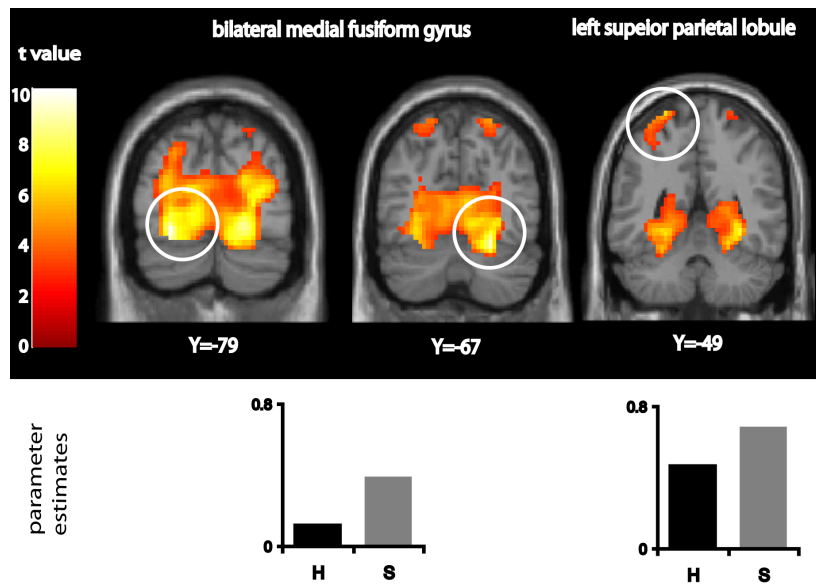 bilateral medial fusiform gyrus
left supeior parietal lobule
t value
10
8
6
4
2
0
Y=-79
Y=-67
Y=-49
parameter
estimates
0.8
0
H S
0.8
0
H S